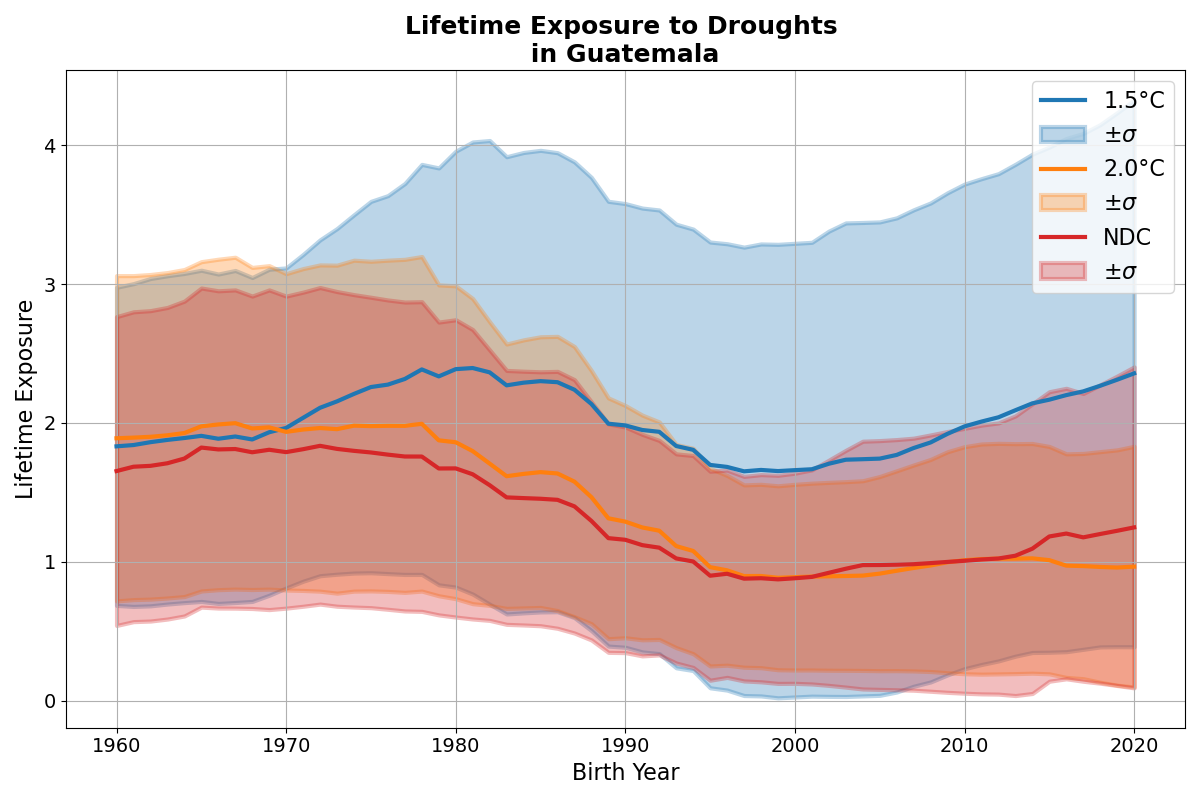 Lifetime Exposure to Droughts
in Guatemala
1.5°C
±σ
2.0°C
±σ
NDC
±σ
Lifetime Exposure
4
3
2
1
0
1960 1970 1980 1990 2000 2010 2020
Birth Year